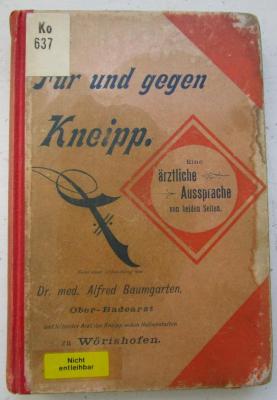 Ko
637
Für und gegen
Kneipp.
Eine
ärztliche
Aussprache
von beiden Seiten.
Dr. med. Alfred Baumgarten,
Ober-Badearzt
zu Wörishofen.
Nicht
entleihbar